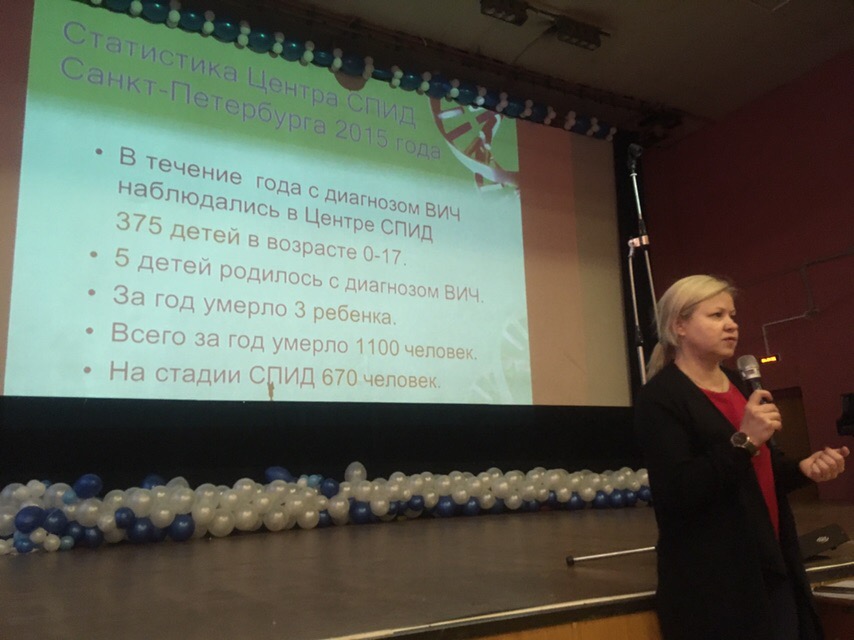 Статистика Центра СПИД
Санкт-Петербурга 2015 года
• В течение года с диагнозом ВИЧ
наблюдались в Центре СПИД
375 детей в возрасте 0-17.
• 5 детей родилось с диагнозом ВИЧ.
• За год умерло 3 ребенка.
• Всего за год умерло 1100 человек.
• На стадии СПИД 670 человек.